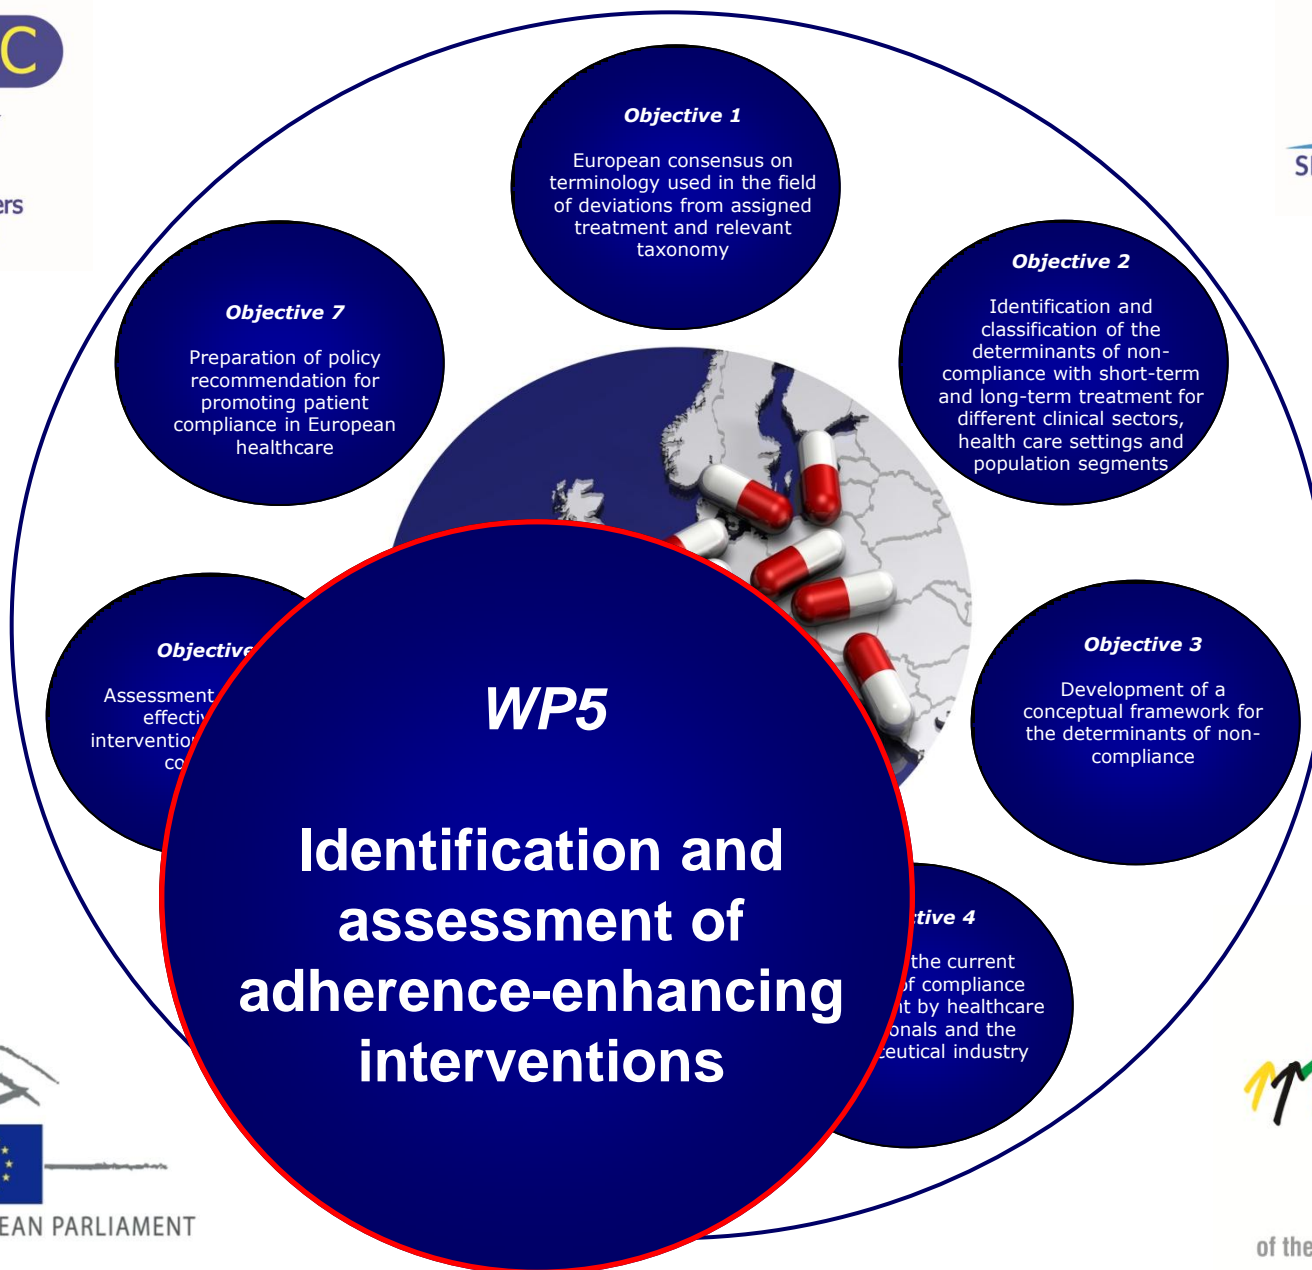 C
ers
Objective 1
European consensus on
terminology used in the field
of deviations from assigned
treatment and relevant
taxonomy
Objective 2
Identification and
classification of the
determinants of non-
compliance with short-term
and long-term treatment for
different clinical sectors,
health care settings and
population segments
Objective 3
Development of a
conceptual framework for
the determinants of non-
compliance
tive 4
the current
of compliance
nt by healthcare
onals and the
ceutical industry
WP5
Identification and
assessment of
adherence-enhancing
interventions
Objective
Assessment
effectiv
intervention
co
Objective 7
Preparation of policy
recommendation for
promoting patient
compliance in European
healthcare
EAN PARLIAMENT
of the